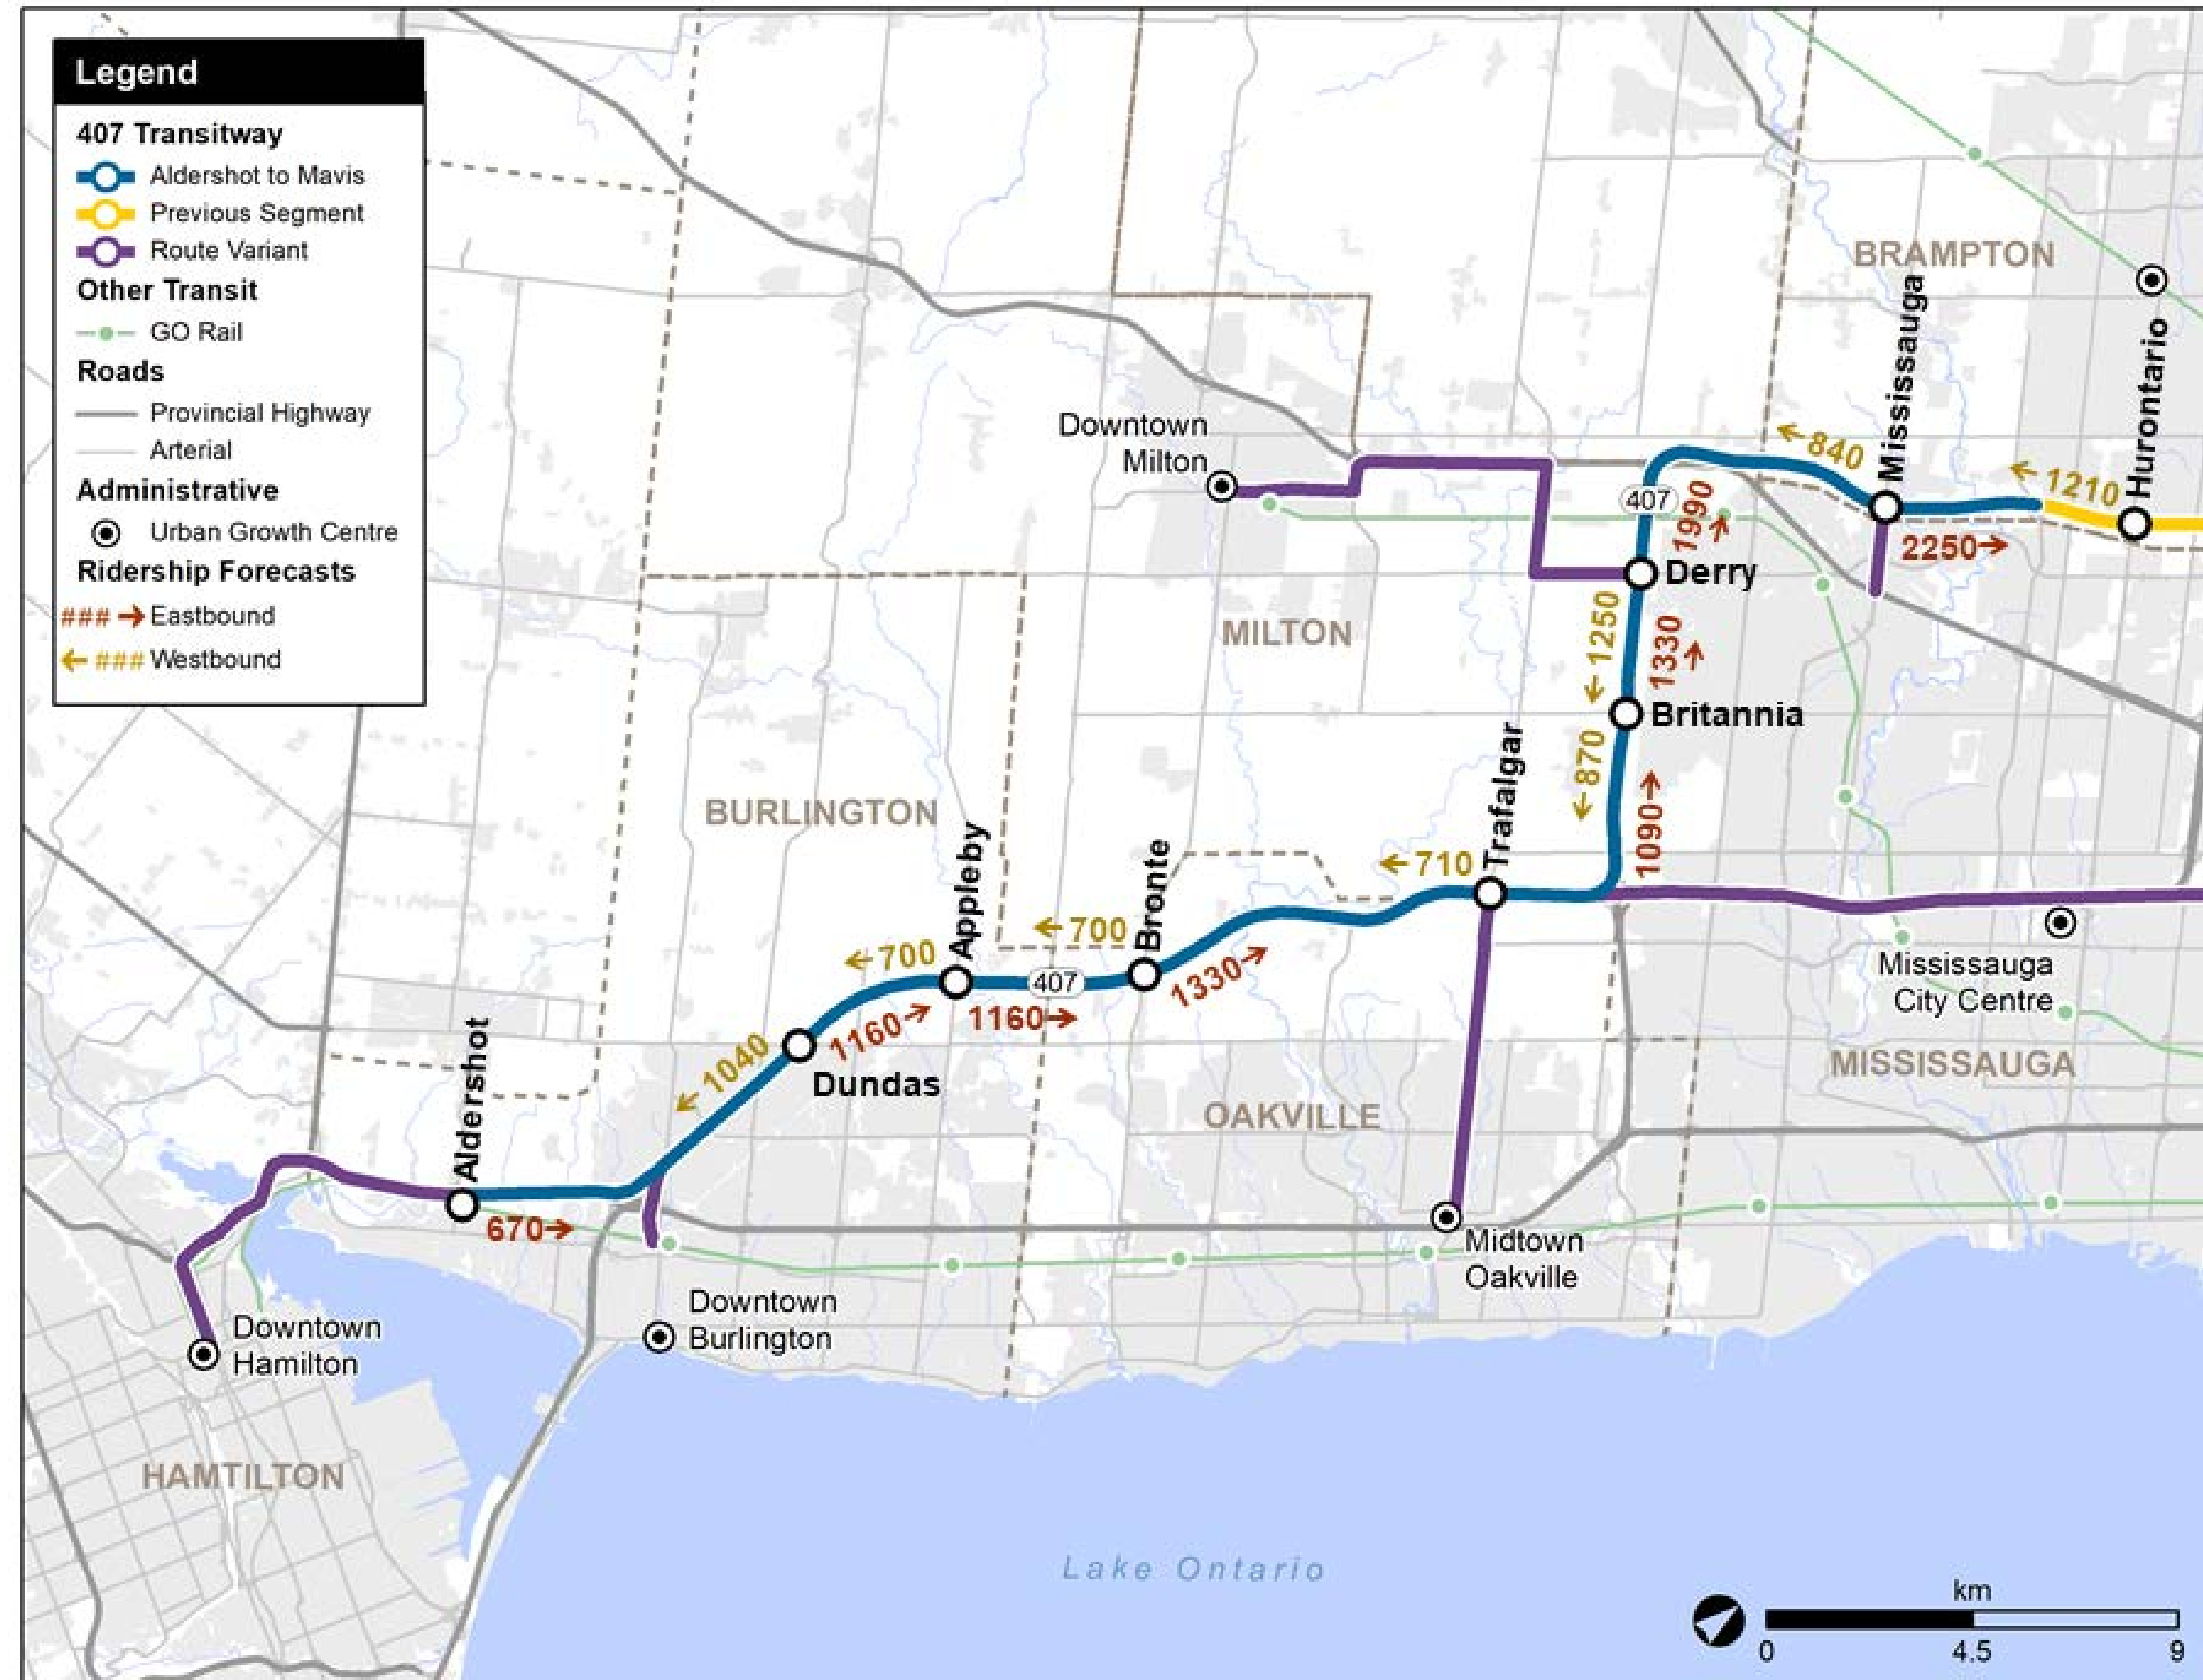 Legend
407 Transitway
Aldershot to Mavis
Previous Segment
Route Variant
Other Transit
GO Rail
Roads
Provincial Highway
Arterial
Administrative
Urban Growth Centre
Ridership Forecasts
### → Eastbound
← ### Westbound
BRAMPTON
Mississauga
Hurontario
Downtown
Milton
←840
←1210
407
1990→
2250→
Derry
MILTON
←1250
1330→
Britannia
Trafalgar
←870
1090→
BURLINGTON
Appleby
Bronte
←710
←700
←700
407
1330→
1160→
1160→
Mississauga
City Centre
Aldershot
←1040
Dundas
MISSISSAUGA
OAKVILLE
670→
Midtown
Oakville
Downtown
Burlington
Downtown
Hamilton
HAMTILTON
Lake Ontario
km
0 4.5 9